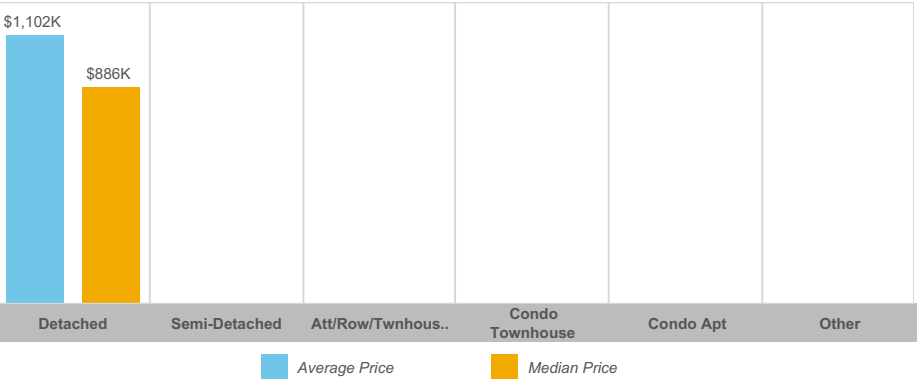 $1,102K
$886K
Detached
Semi-Detached
Att/Row/Twnhous..
Condo
Townhouse
Condo Apt
Other
Average Price
Median Price